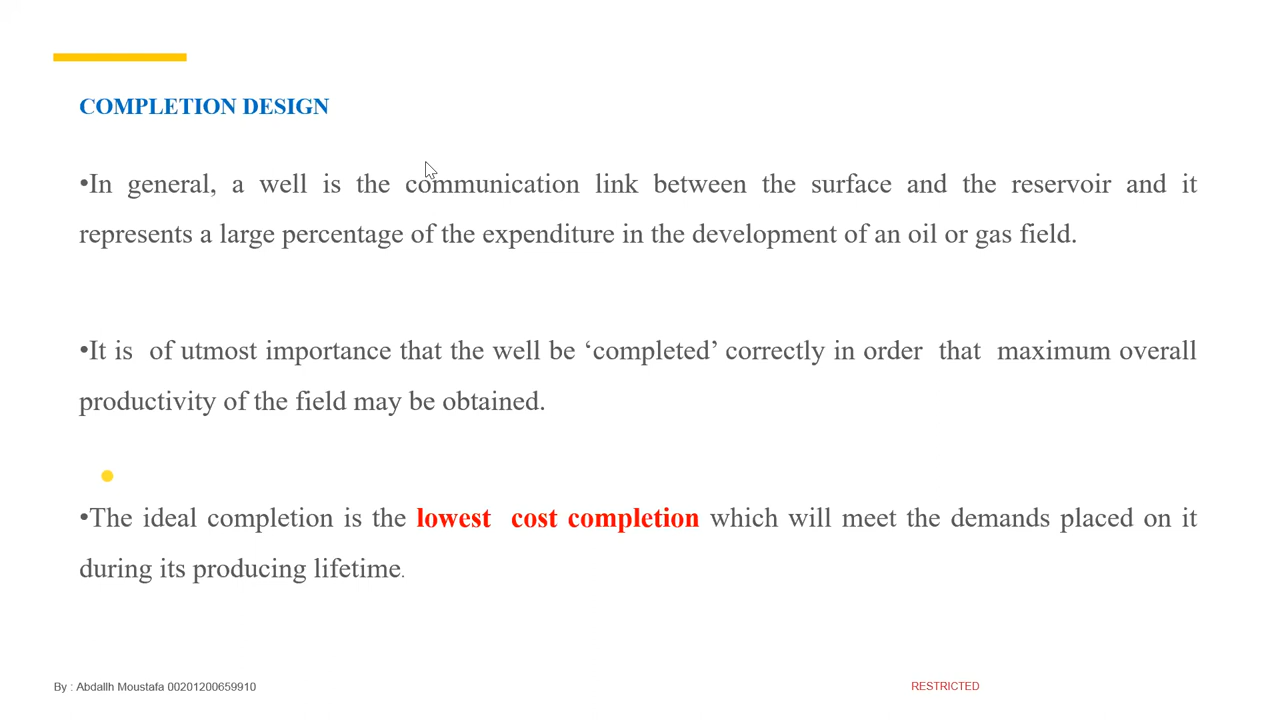 COMPLETION DESIGN
•In general, a well is the communication link between the surface and the reservoir and it
represents a large percentage of the expenditure in the development of an oil or gas field.
•It is of utmost importance that the well be ‘completed’ correctly in order that maximum overall
productivity of the field may be obtained.
•
•The ideal completion is the lowest cost completion which will meet the demands placed on it
during its producing lifetime.
By : Abdallh Moustafa 00201200659910
RESTRICTED